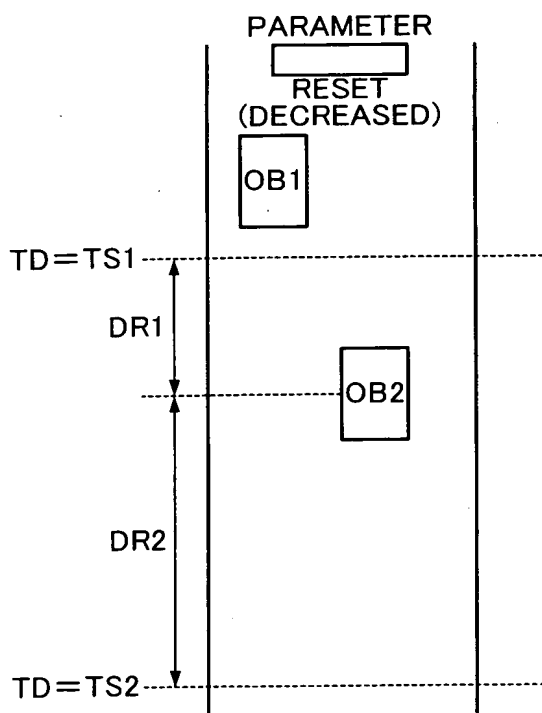 PARAMETER
RESET
(DECREASED)
OB1
TD=TS1
DR1
OB2
DR2
TD=TS2